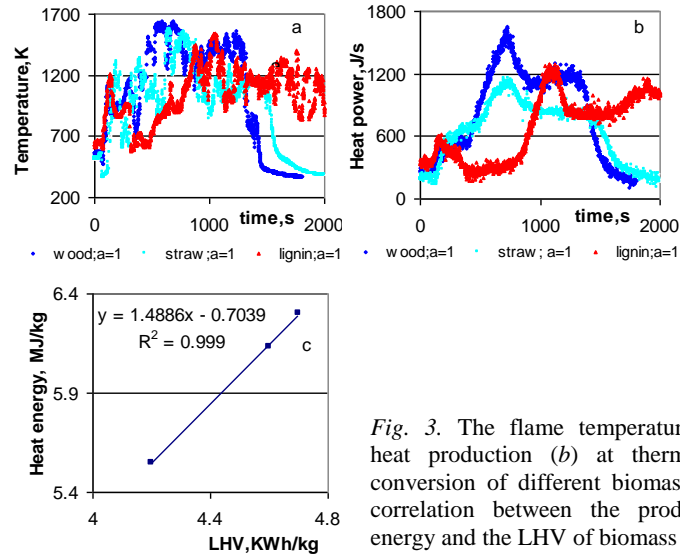 a
Temperature,K
1700
1200
700
200
0
1000
2000
time,s
wood;a=1 straw;a=1 lignin;a=1
b
Heat power,J/s
1800
1200
600
0
0
1000
2000
time,s
wood;a=1 straw; a=1 lignin;a=1
6.4
5.9
5.4
Heat energy, MJ/kg
y = 1.4886x - 0.7039
R² = 0.999
c
4
4.4
4.8
LHV,KWh/kg
Fig. 3. The flame temperatur
heat production (b) at therm
conversion of different biomas
correlation between the prod
energy and the LHV of biomass